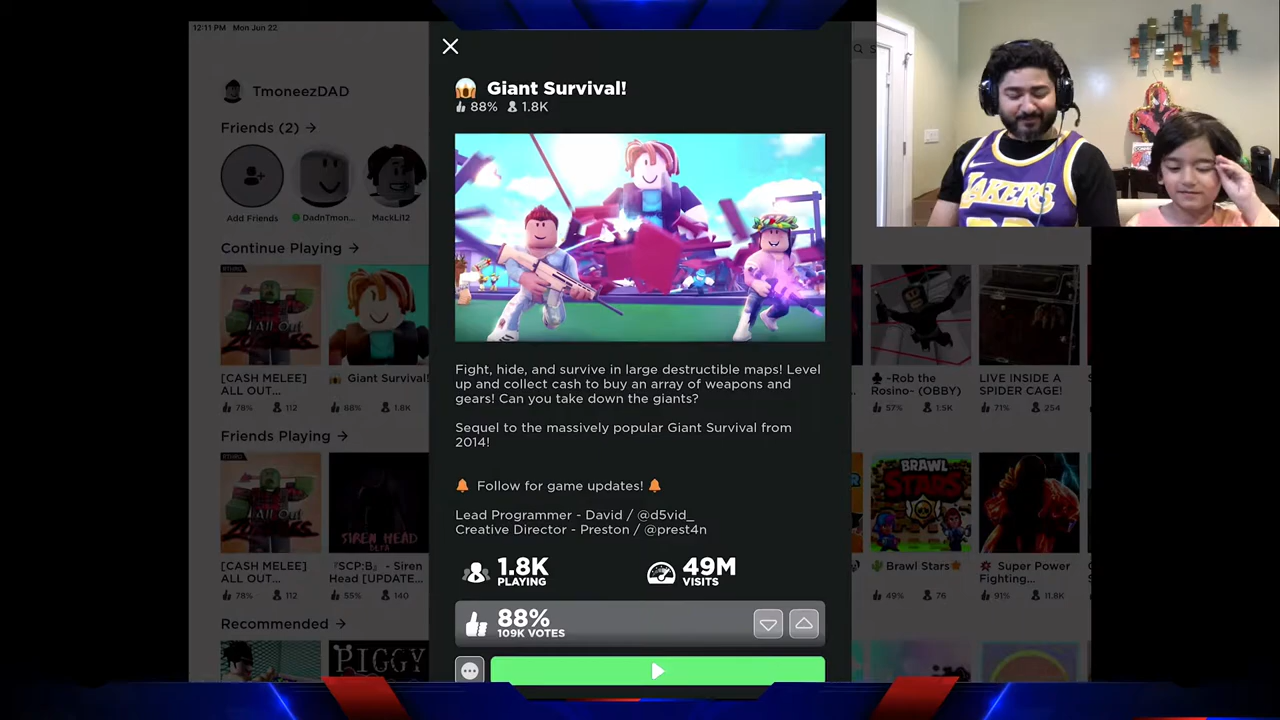 12:11 PM Mon Jun 22
TmoneezDAD
Friends (2) →
Add Friends
DadnTmon...
MackLI12
Continue Playing →
[CASH MELEE]
ALL OUT...
78% 112
😱 Giant Survival!
88% 1.8K
Friends Playing →
[CASH MELEE]
ALL OUT...
78% 112
SIREN HEAD
BETA
"SCP:B" - Siren
Head [UPDATE...
55% 140
Recommended →
PIGGY
😱 Giant Survival!
88% 1.8K
Fight, hide, and survive in large destructible maps! Level
up and collect cash to buy an array of weapons and
gears! Can you take down the giants?
Sequel to the massively popular Giant Survival from
2014!
🔔 Follow for game updates! 🔔
Lead Programmer - David / @d5vid_
Creative Director - Preston / @prest4n
1.8K
PLAYING
49M
VISITS
88%
109K VOTES
♣ ~Rob the
Rosino~ (OBBY)
57% 1.5K
LIVE INSIDE A
SPIDER CAGE!
71% 254
BRAWL
STARS
🌵 Brawl Stars⭐
49% 76
💥 Super Power
Fighting...
91% 11.8K
LAKERS